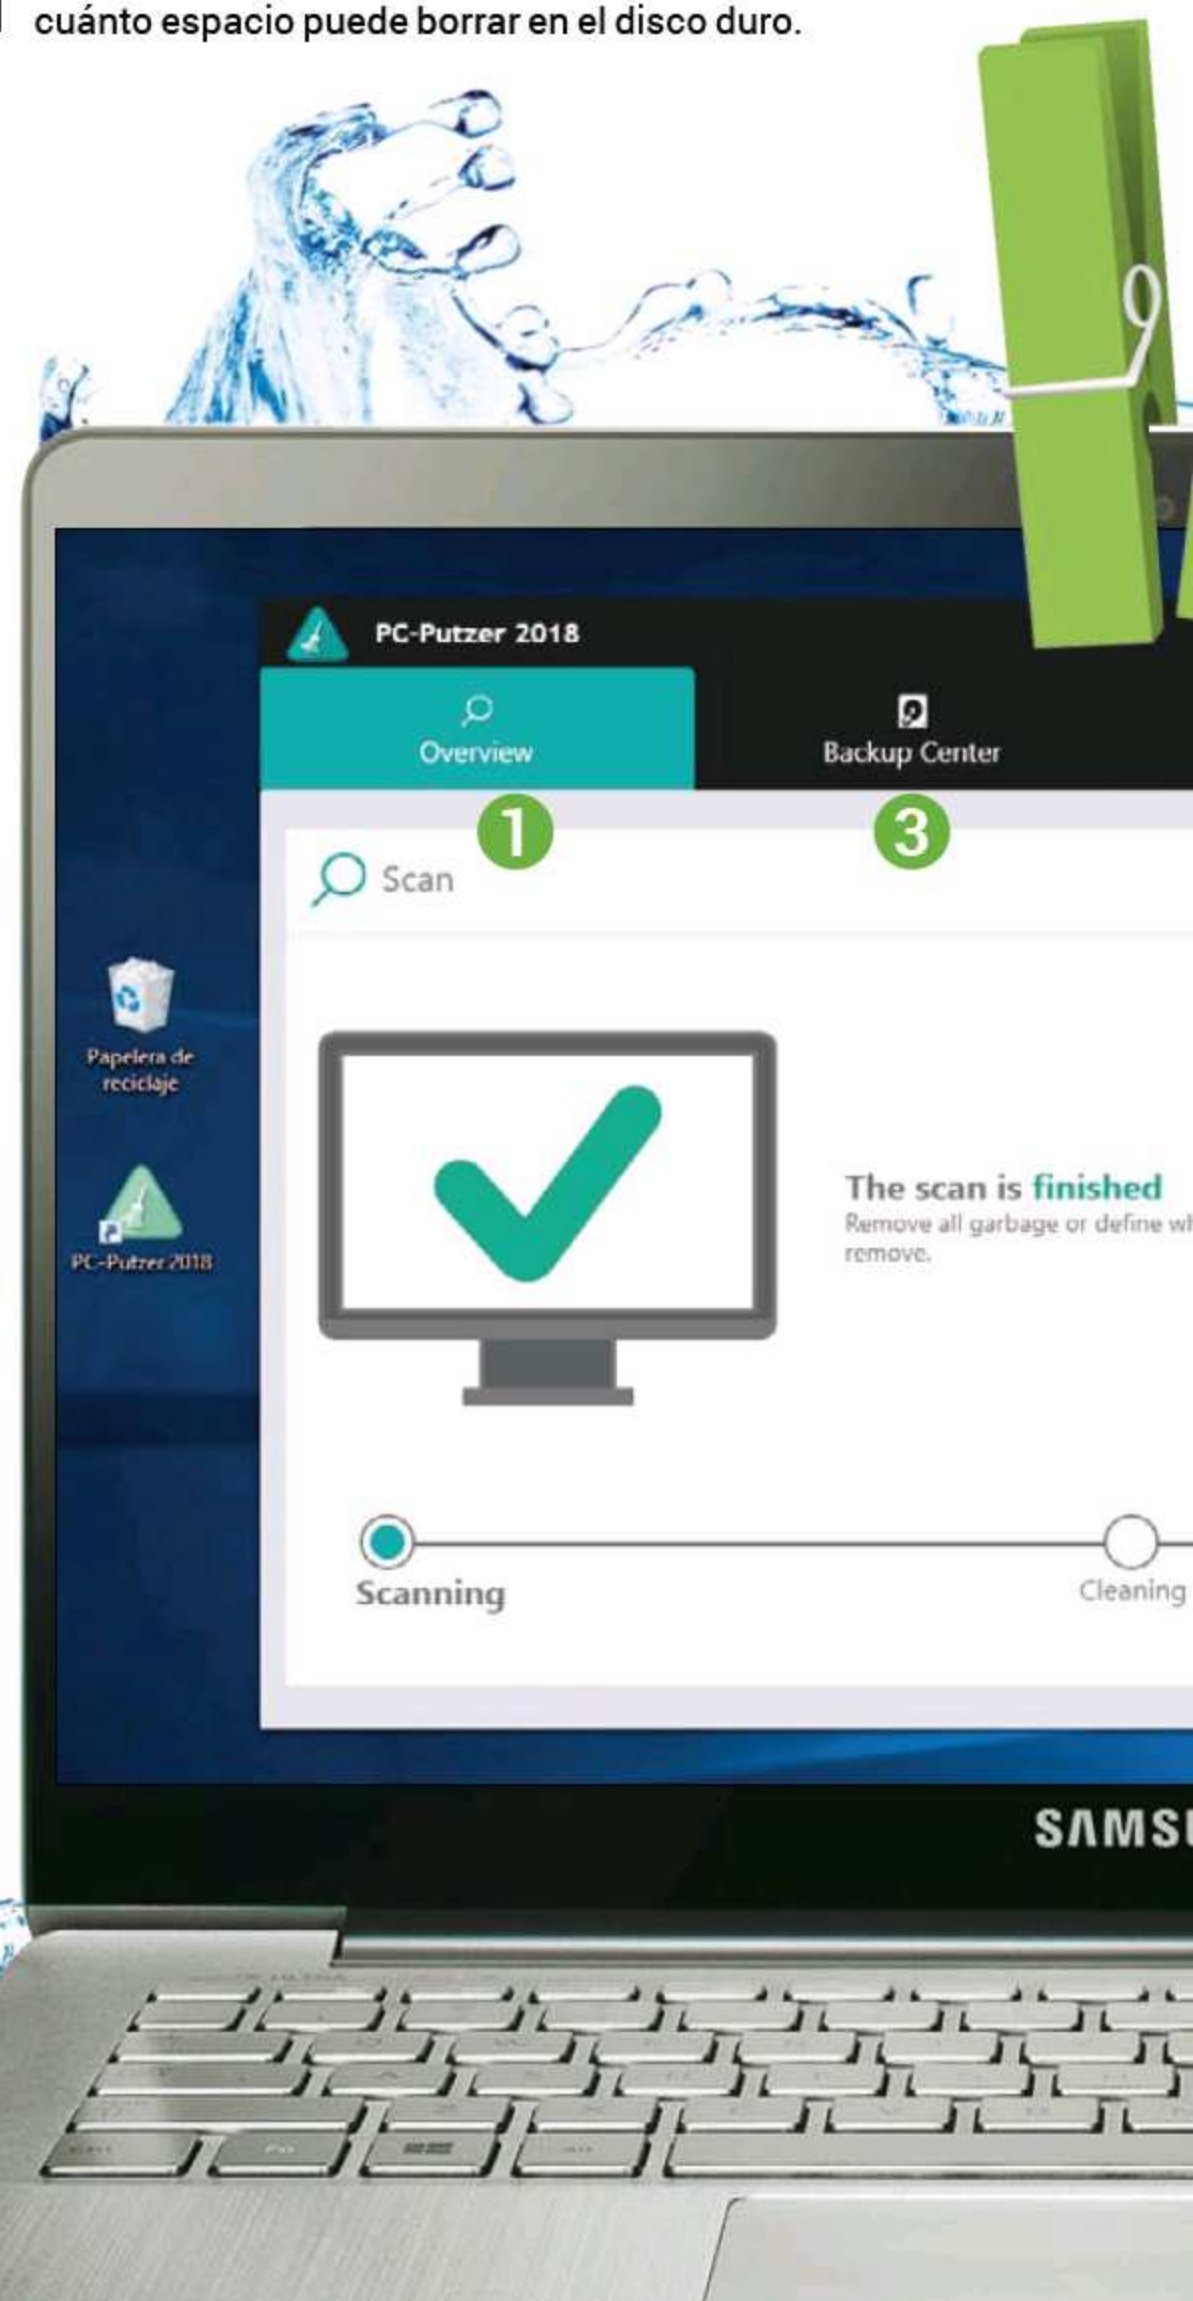 cuánto espacio puede borrar en el disco duro.
PC-Putzer 2018
Overview
Backup Center
1
3
Scan
Papelera de
reciclaje
PC-Putzer 2018
The scan is finished
Remove all garbage or define
remove.
Scanning
Cleaning